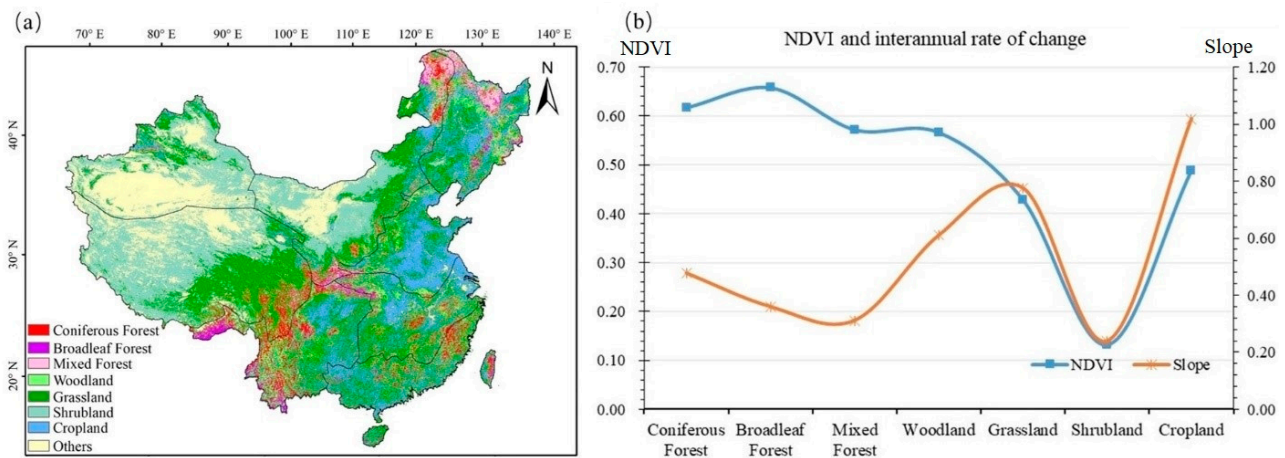 (a)
70° E 80° E 90° E 100° E 110° E 120° E 130° E 140° E
N
40° N
30° N
20° N
Coniferous Forest
Broadleaf Forest
Mixed Forest
Woodland
Grassland
Shrubland
Cropland
Others
(b)
NDVI and interannual rate of change
NDVI
Slope
0.70
0.60
0.50
0.40
0.30
0.20
0.10
0.00
1.20
1.00
0.80
0.60
0.40
0.20
0.00
NDVI Slope
Coniferous Forest
Broadleaf Forest
Mixed Forest
Woodland
Grassland
Shrubland
Cropland